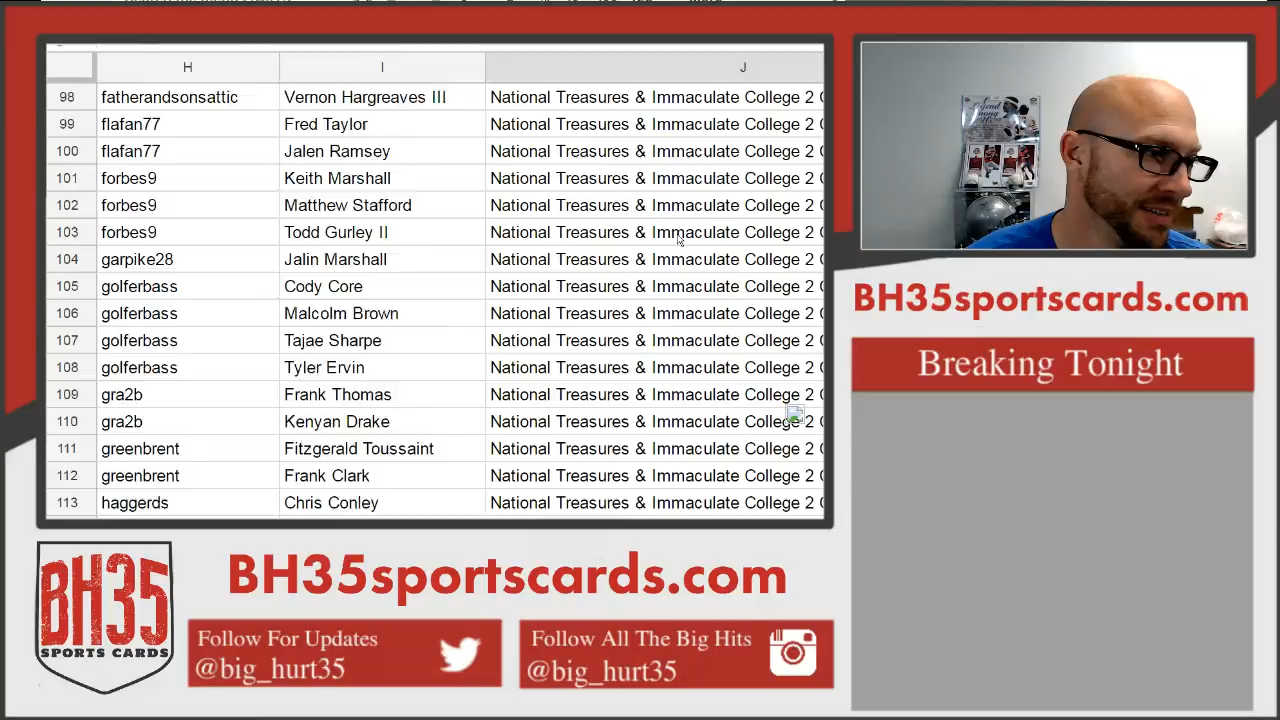 H I J
98 fatherandsonsattic Vernon Hargreaves III National Treasures & Immaculate College 2
99 flafan77 Fred Taylor National Treasures & Immaculate College 2
100 flafan77 Jalen Ramsey National Treasures & Immaculate College 2
101 forbes9 Keith Marshall National Treasures & Immaculate College 2
102 forbes9 Matthew Stafford National Treasures & Immaculate College 2
103 forbes9 Todd Gurley II National Treasures & Immaculate College 2
104 garpike28 Jalin Marshall National Treasures & Immaculate College 2
105 golferbass Cody Core National Treasures & Immaculate College 2
106 golferbass Malcolm Brown National Treasures & Immaculate College 2
107 golferbass Tajae Sharpe National Treasures & Immaculate College 2
108 golferbass Tyler Ervin National Treasures & Immaculate College 2
109 gra2b Frank Thomas National Treasures & Immaculate College 2
110 gra2b Kenyan Drake National Treasures & Immaculate College 2
111 greenbrent Fitzgerald Toussaint National Treasures & Immaculate College 2
112 greenbrent Frank Clark National Treasures & Immaculate College 2
113 haggerds Chris Conley National Treasures & Immaculate College 2
BH35sportscards.com
Breaking Tonight
BH35
SPORTS CARDS
BH35sportscards.com
Follow For Updates
@big_hurt35
Follow All The Big Hits
@big_hurt35